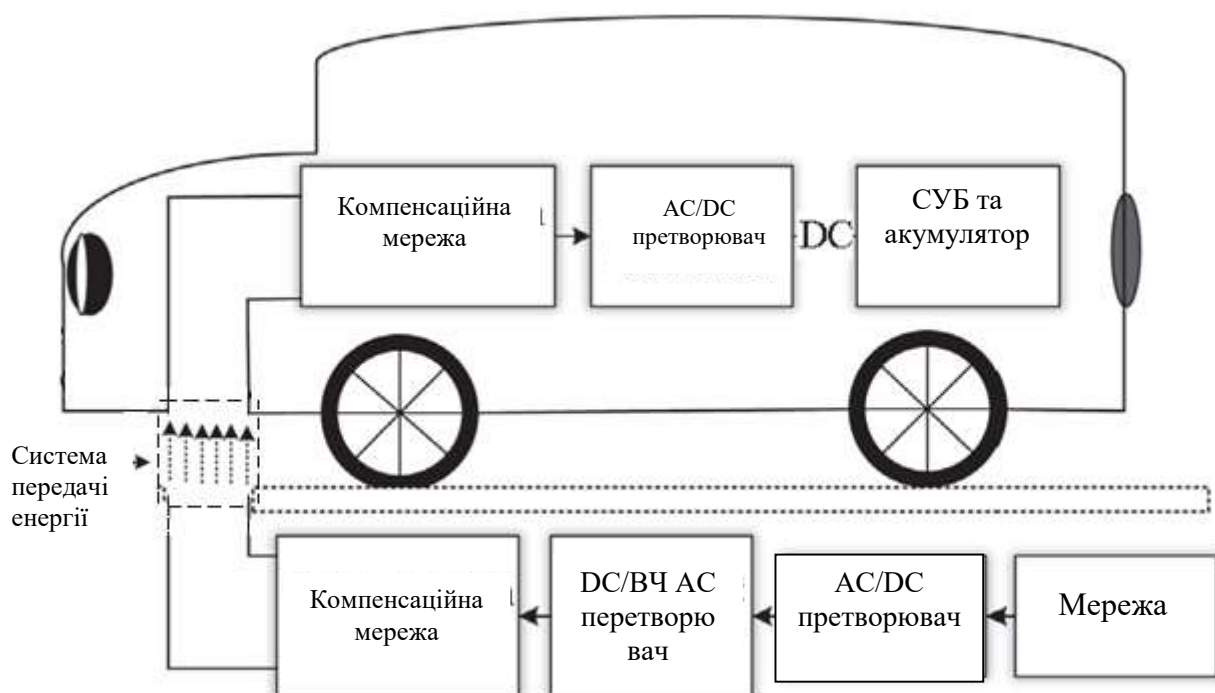 Компенсаційна
мережа
AC/DC
претворювач
DC
СУБ та
акумулятор
Система
передачі
енергії
Компенсаційна
мережа
DC/ВЧ AC
перетворю
вач
AC/DC
претворювач
Мережа